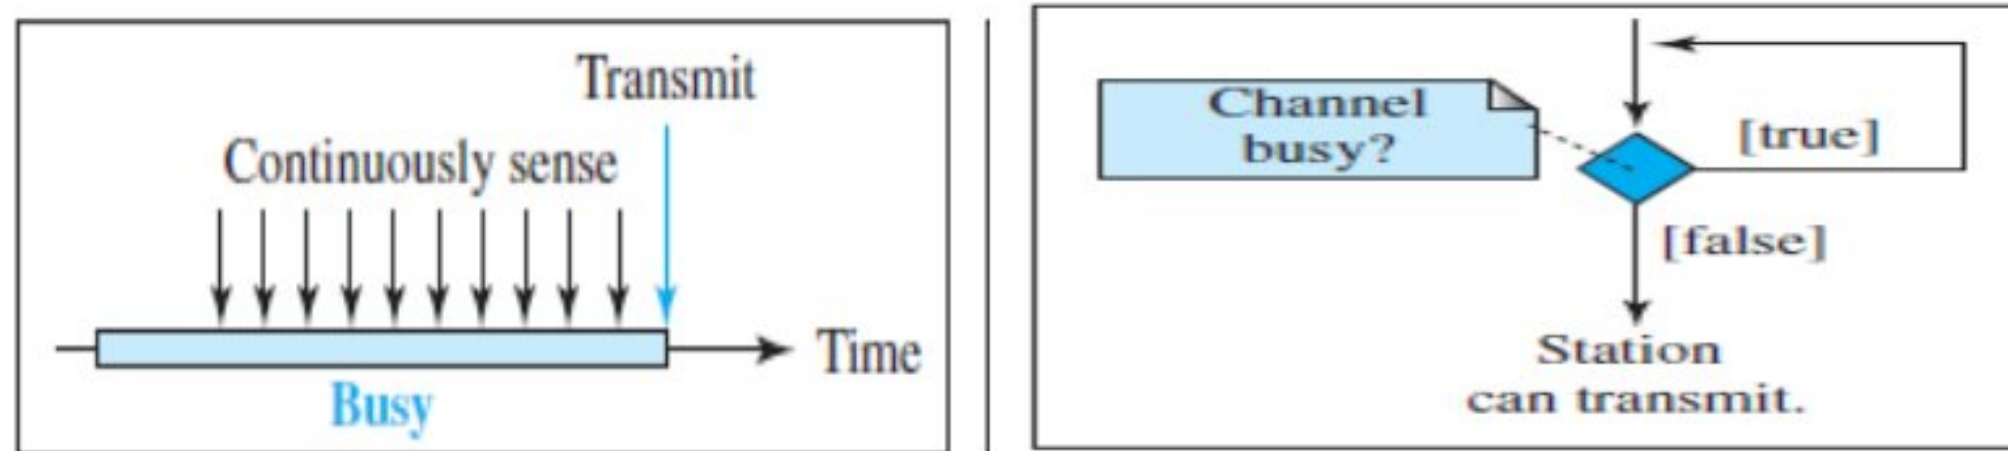 Transmit
Continuously sense
Time
Busy
Channel
busy?
[true]
[false]
Station
can transmit.